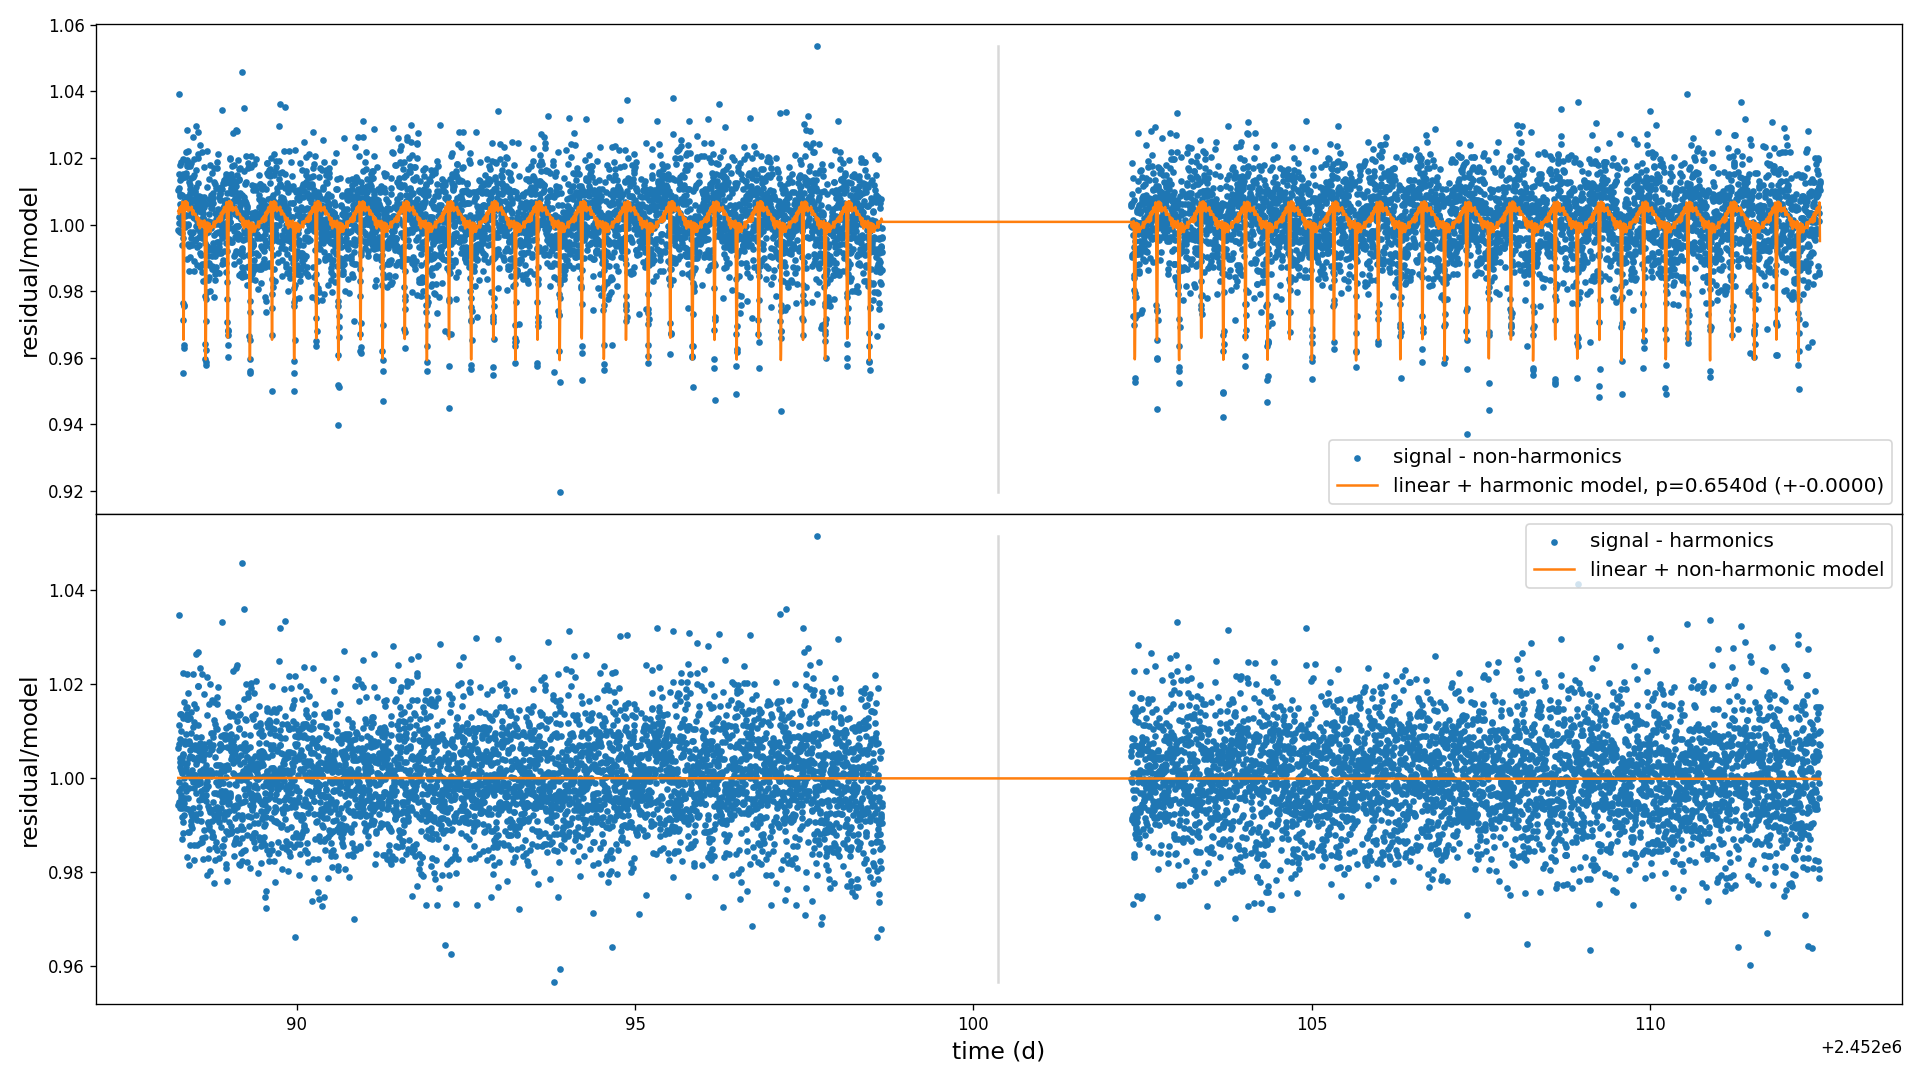 1.06
1.04
1.02
1.00
0.98
0.96
0.94
0.92
residual/model
signal - non-harmonics
linear + harmonic model, p=0.6540d (+-0.0000)
1.04
1.02
1.00
0.98
0.96
residual/model
signal - harmonics
linear + non-harmonic model
90 95 100 105 110
time (d)
+2.452e6